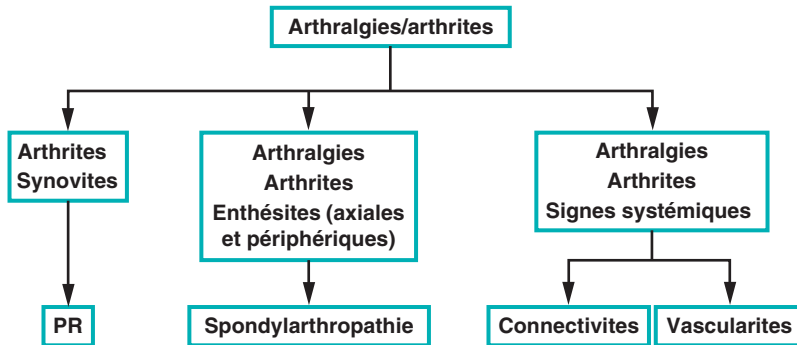 Arthralgies/arthrites
Arthrites
Synovites
Arthralgies
Arthrites
Enthésites (axiales
et périphériques)
Arthralgies
Arthrites
Signes systémiques
PR
Spondylarthropathie
Connectivites
Vascularites